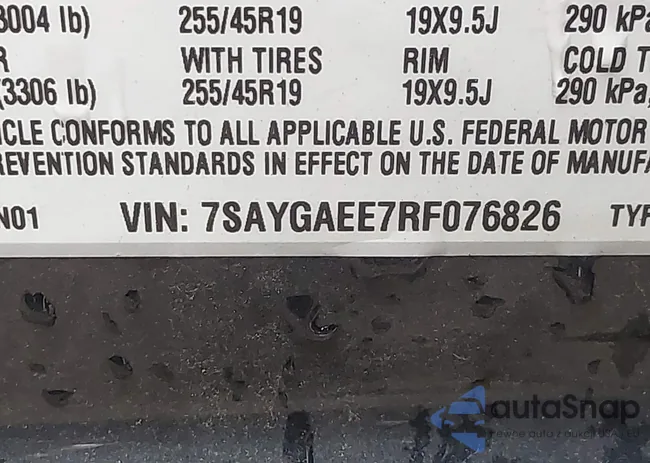 3004 lb) 255/45R19 19X9.5J 290 kPa
R WITH TIRES RIM COLD T
(3306 lb) 255/45R19 19X9.5J 290 kPa,
ICLE CONFORMS TO ALL APPLICABLE U.S. FEDERAL MOTOR
REVENTION STANDARDS IN EFFECT ON THE DATE OF MANUFA
N01 VIN: 7SAYGAEE7RF076826 TYP
autaSnap